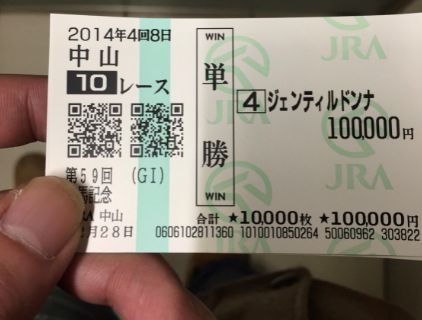 2014年4回8日
中山
10レース
第59回 (GI)
馬記念
JRA 中山
月28日
WIN
単勝
WIN
JRA
4 ジェンティルドンナ
100,000円
JRA
合計 ★10,000枚 ★100,000円
0606102811360 1010010850264 50060962 303822